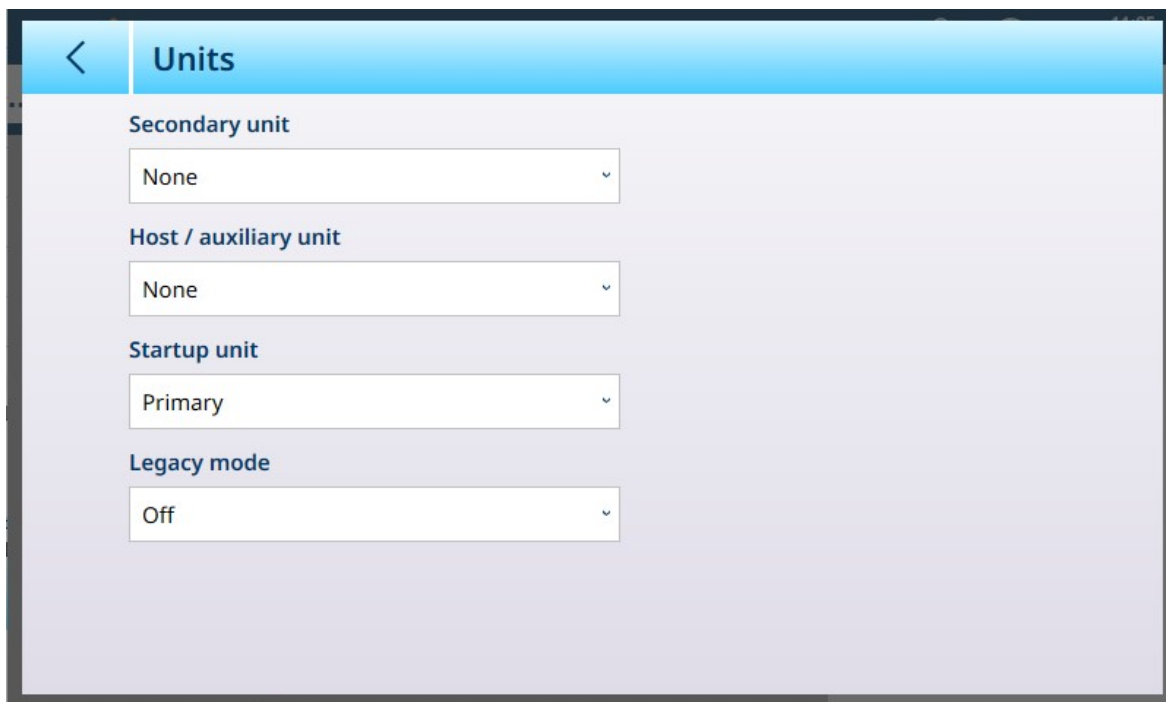 Units
Secondary unit
None
Host / auxiliary unit
None
Startup unit
Primary
Legacy mode
Off